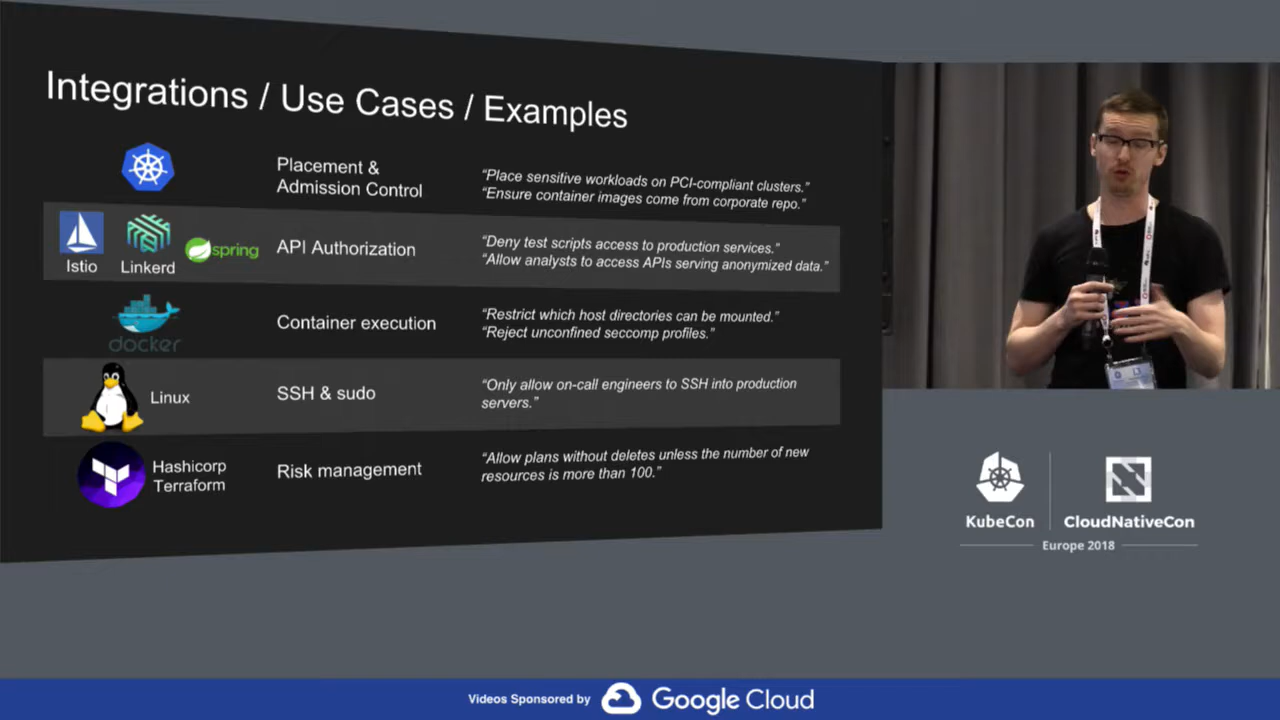 Integrations / Use Cases / Examples
Placement &
Admission Control
“Place sensitive workloads on PCI-compliant clusters.”
“Ensure container images come from corporate repo.”
Istio
Linkerd
spring
API Authorization
“Deny test scripts access to production services.”
“Allow analysts to access APIs serving anonymized data.”
docker
Container execution
“Restrict which host directories can be mounted.”
“Reject unconfined seccomp profiles.”
Linux
SSH & sudo
“Only allow on-call engineers to SSH into production
servers.”
Hashicorp
Terraform
Risk management
“Allow plans without deletes unless the number of new
resources is more than 100.”
KubeCon
CloudNativeCon
Europe 2018
Videos Sponsored by
Google Cloud